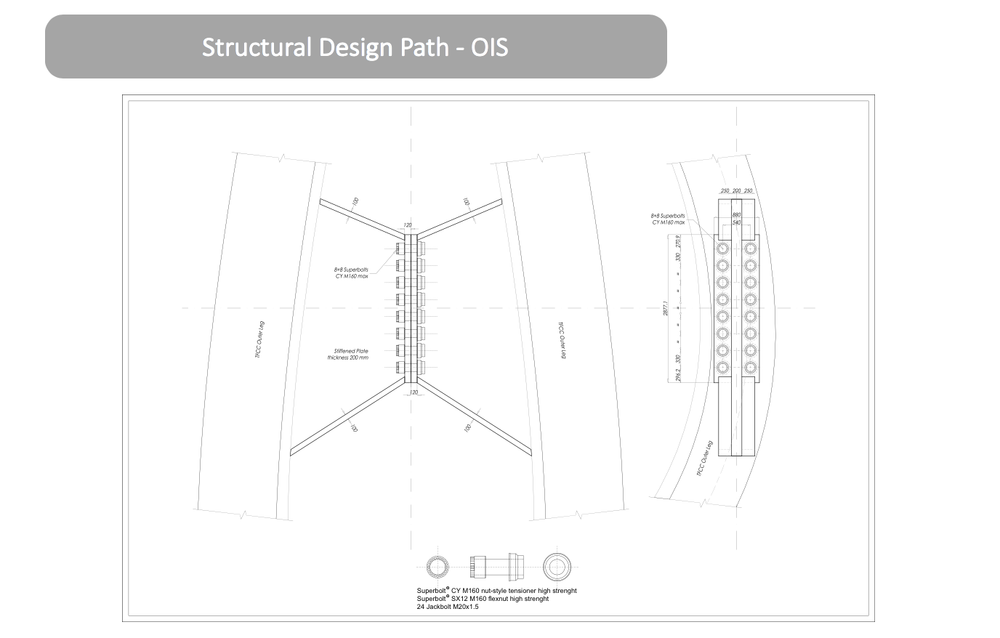 Structural Design Path - OIS
100
100
120
8+8 Superbolts
CY M160 max
TFCC Outer Leg
Stiffened Plate
thickness 200 mm
TFCC Outer Leg
120
100
100
250 200 250
8+8 Superbolts
CY M160 max
880
540
270.9
330
"
"
"
"
"
330
296.2
2877.1
TFCC Outer Leg
Superbolt® CY M160 nut-style tensioner high strenght
Superbolt® SX12 M160 flexnut high strenght
24 Jackbolt M20x1.5